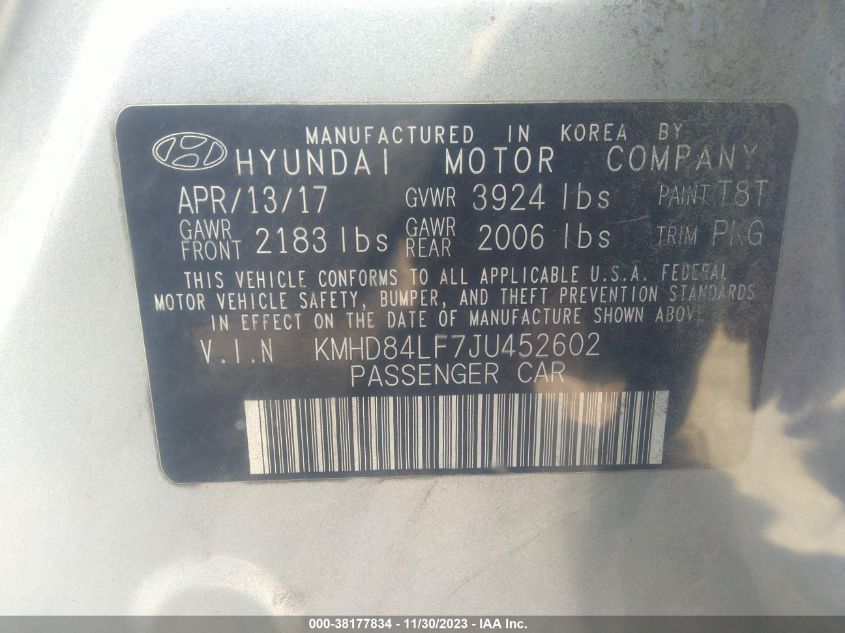 MANUFACTURED IN KOREA BY
HYUNDAI MOTOR COMPANY
APR/13/17 GVWR 3924 lbs PAINT T8T
GAWR FRONT 2183 lbs GAWR REAR 2006 lbs TRIM PKG
THIS VEHICLE CONFORMS TO ALL APPLICABLE U.S.A. FEDERAL
MOTOR VEHICLE SAFETY, BUMPER, AND THEFT PREVENTION STANDARDS
IN EFFECT ON THE DATE OF MANUFACTURE SHOWN ABOVE
V.I.N KMHD84LF7JU452602
PASSENGER CAR
000-38177834 - 11/30/2023 - IAA Inc.